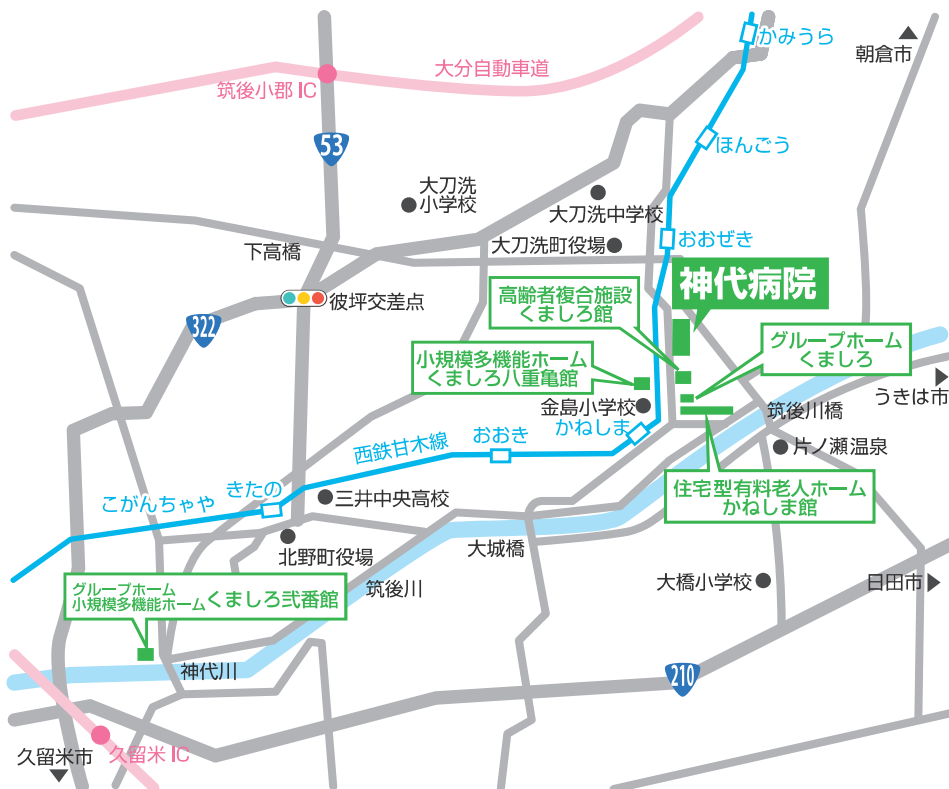 かみうら
朝倉市
大分自動車道
筑後小郡 IC
53
ほんごう
大刀洗
小学校
大刀洗中学校
大刀洗町役場
おおぜき
下高橋
神代病院
高齢者複合施設
くましろ館
彼坪交差点
322
グループホーム
くましろ
小規模多機能ホーム
くましろ八重亀館
うきは市
金島小学校
かねしま
筑後川橋
片ノ瀬温泉
おおき
西鉄甘木線
住宅型有料老人ホーム
かねしま館
きたの
こがんちゃや
三井中央高校
大城橋
北野町役場
筑後川
大橋小学校
日田市
グループホーム
小規模多機能ホーム くましろ弐番館
神代川
210
久留米市
久留米 IC